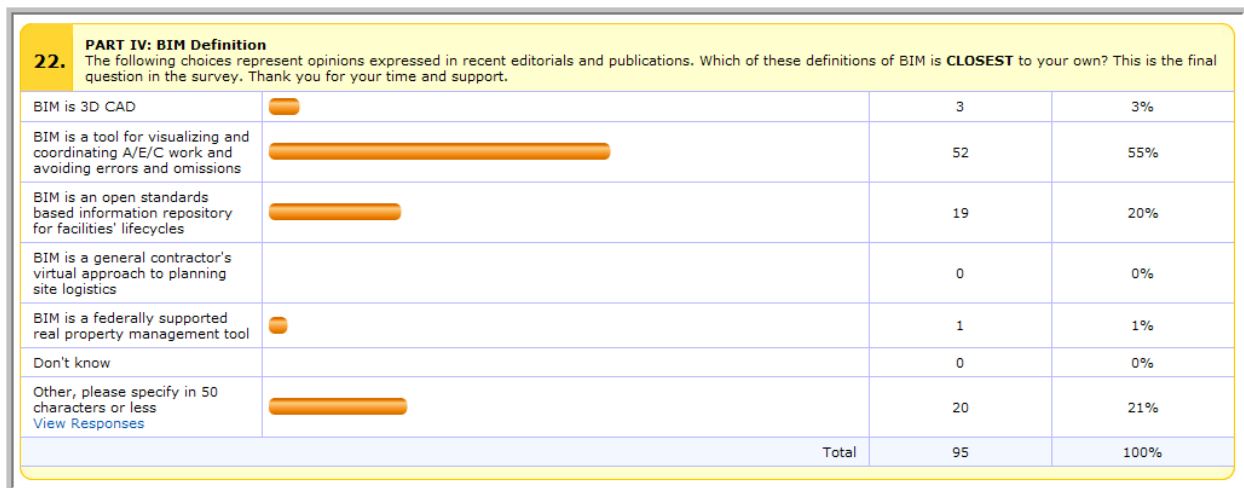 PART IV: BIM Definition
22.
The following choices represent opinions expressed in recent editorials and publications. Which of these definitions of BIM is CLOSEST to your own? This is the final
question in the survey. Thank you for your time and support.
BIM is 3D CAD
3
3%
BIM is a tool for visualizing and
coordinating A/E/C work and
avoiding errors and omissions
52
55%
BIM is an open standards
based information repository
for facilities' lifecycles
19
20%
BIM is a general contractor's
virtual approach to planning
site logistics
0
0%
BIM is a federally supported
real property management tool
1
1%
Don't know
0
0%
Other, please specify in 50
characters or less
View Responses
20
21%
Total
95
100%